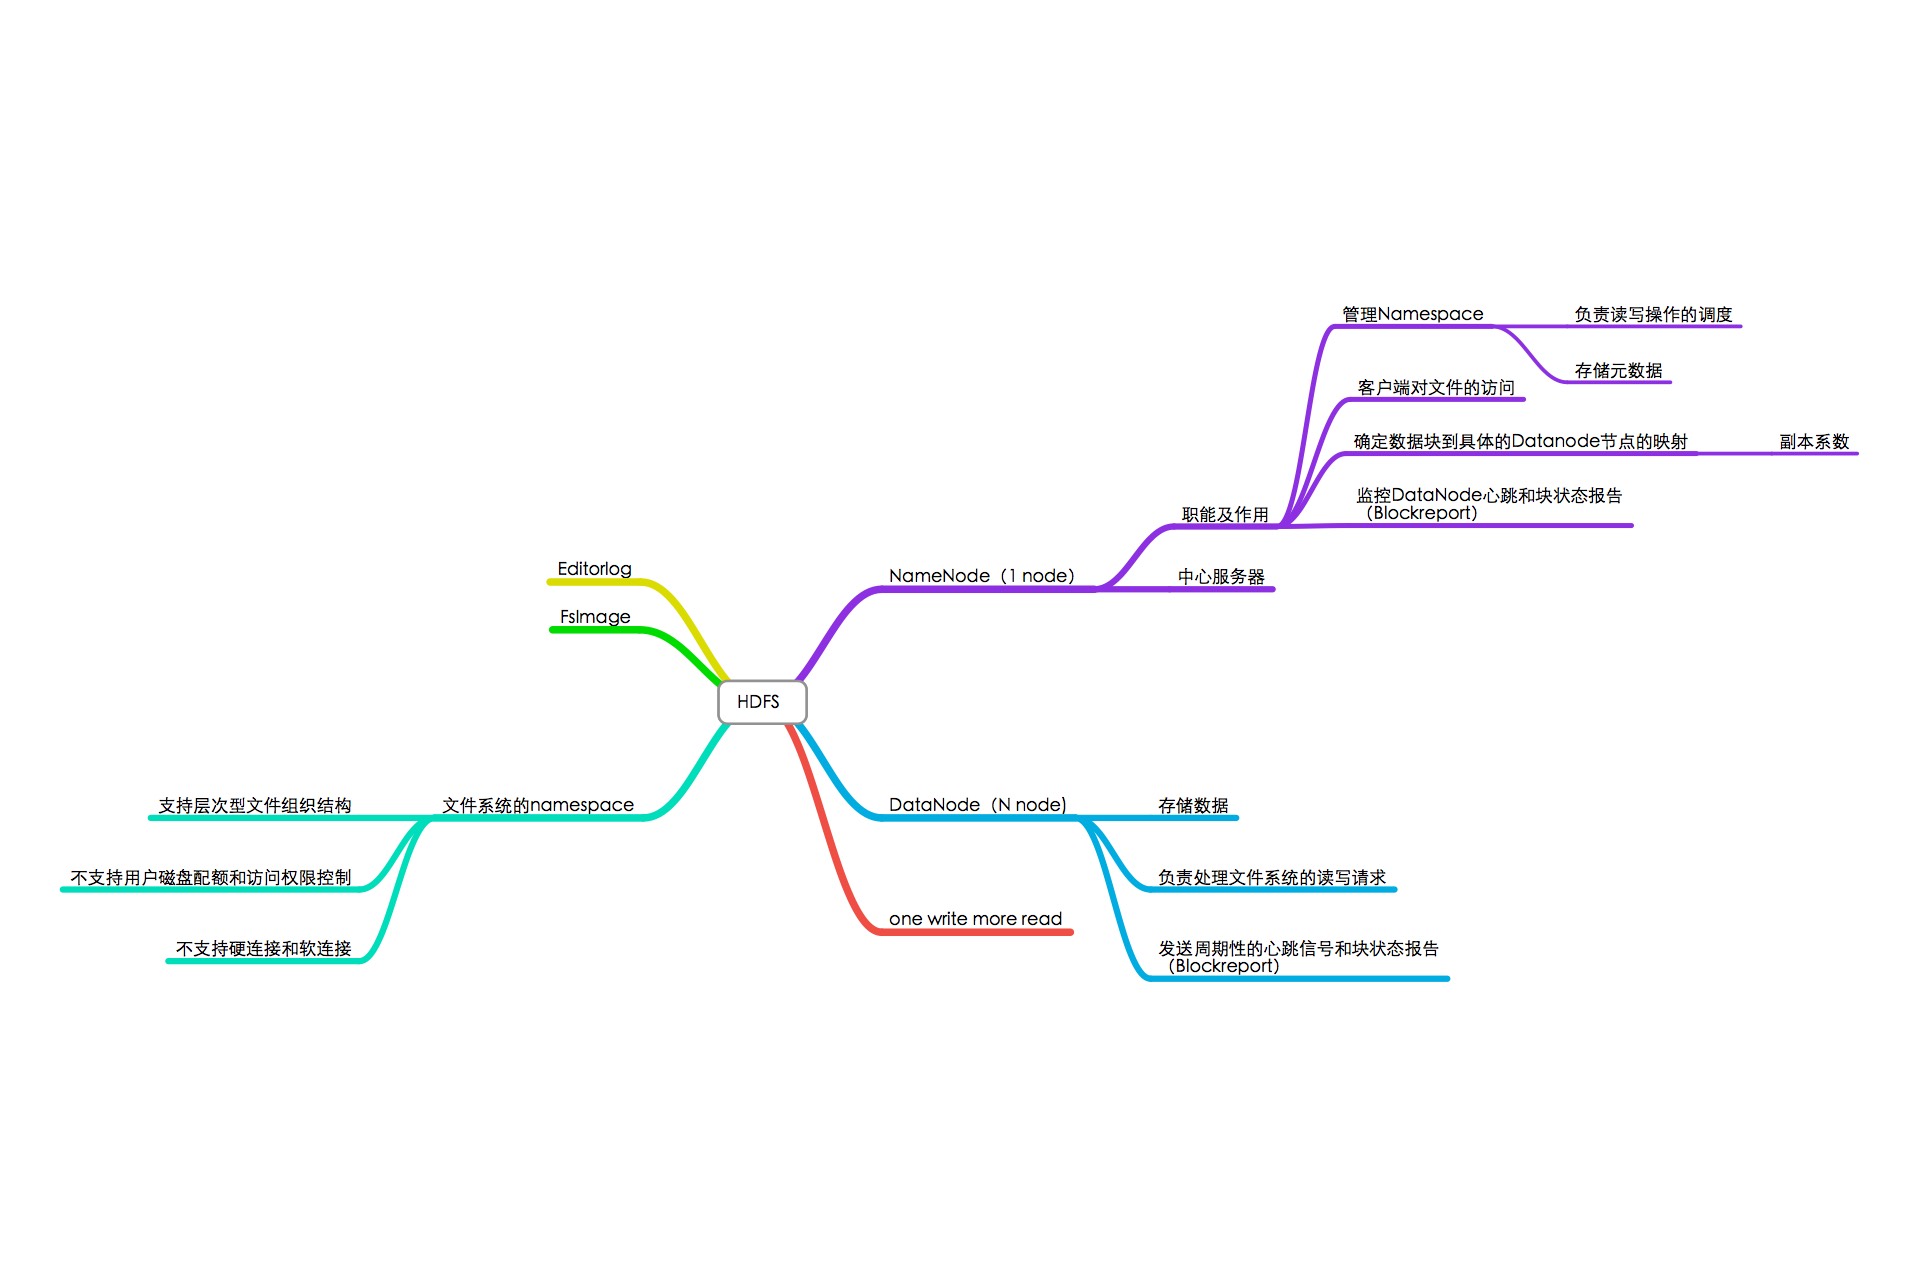 管理Namespace
负责读写操作的调度
存储元数据
客户端对文件的访问
确定数据块到具体的Datanode节点的映射
副本系数
监控DataNode心跳和块状态报告
（Blockreport）
职能及作用
NameNode（1 node）
中心服务器
Editorlog
FsImage
HDFS
支持层次型文件组织结构
文件系统的namespace
不支持用户磁盘配额和访问权限控制
不支持硬连接和软连接
DataNode（N node)
存储数据
负责处理文件系统的读写请求
发送周期性的心跳信号和块状态报告
（Blockreport）
one write more read